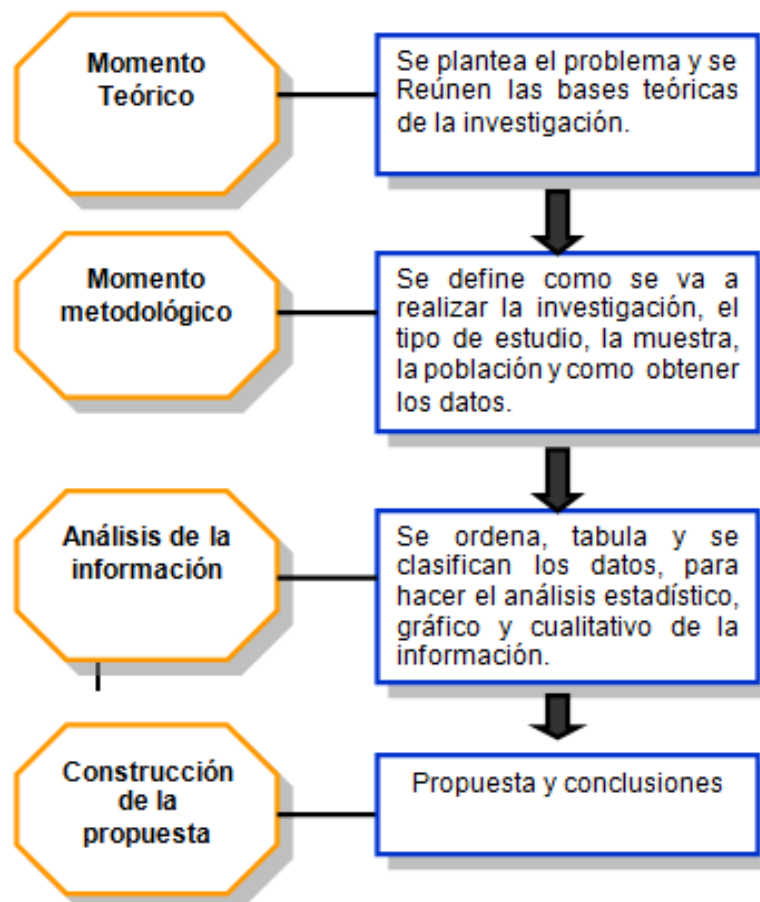 Momento
Teórico
Se plantea el problema y se
Reúnen las bases teóricas
de la investigación.
Momento
metodológico
Se define como se va a
realizar la investigación, el
tipo de estudio, la muestra,
la población y como obtener
los datos.
Análisis de la
información
Se ordena, tabula y se
clasifican los datos, para
hacer el análisis estadístico,
gráfico y cualitativo de la
información.
Construcción
de la
propuesta
Propuesta y conclusiones